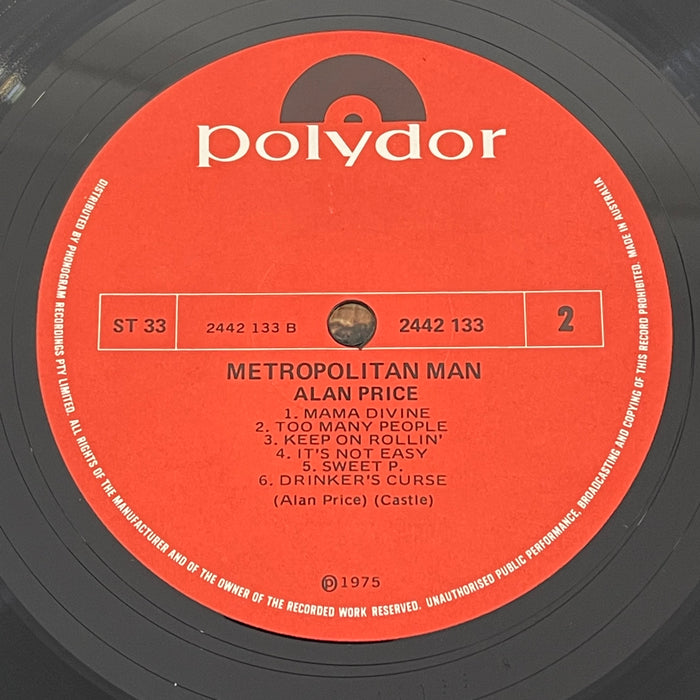 polydor
ST 33
2442 133 B
2442 133
2
METROPOLITAN MAN
ALAN PRICE
1. MAMA DIVINE
2. TOO MANY PEOPLE
3. KEEP ON ROLLIN'
4. IT'S NOT EASY
5. SWEET P.
6. DRINKER'S CURSE
(Alan Price) (Castle)
℗ 1975
DISTRIBUTED BY PHONOGRAM RECORDINGS PTY LIMITED. ALL RIGHTS OF THE MANUFACTURER AND OF THE OWNER OF THE RECORDED WORK RESERVED. UNAUTHORISED PUBLIC PERFORMANCE, BROADCASTING AND COPYING OF THIS RECORD PROHIBITED. MADE IN AUSTRALIA